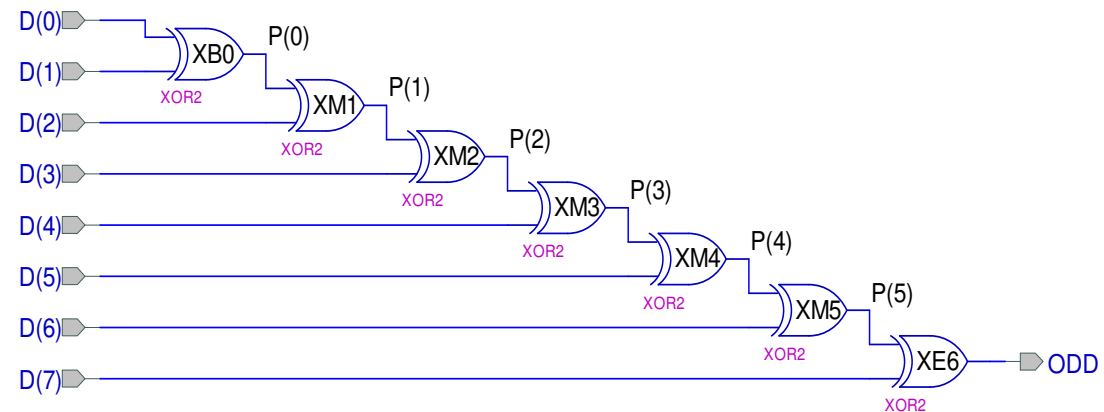 D(0)
XB0
P(0)
D(1)
XOR2
XM1
P(1)
D(2)
XOR2
XM2
P(2)
D(3)
XOR2
XM3
P(3)
D(4)
XOR2
XM4
P(4)
D(5)
XOR2
XM5
P(5)
D(6)
XOR2
XE6
ODD
D(7)
XOR2